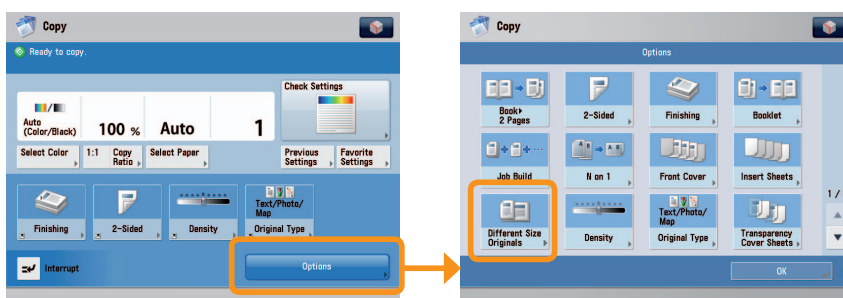 Copy
Ready to copy.
Check Settings
Auto
(Color/Black)
100 %
Auto
1
Select Color
1:1
Copy
Ratio
Select Paper
Previous
Settings
Favorite
Settings
Text/Photo/
Map
Finishing
2-Sided
Density
Original Type
Interrupt
Options
Copy
Options
Book
2 Pages
2-Sided
Finishing
Booklet
Job Build
N on 1
Front Cover
Insert Sheets
Different Size
Originals
Density
Text/Photo/
Map
Original Type
Transparency
Cover Sheets
1/
OK